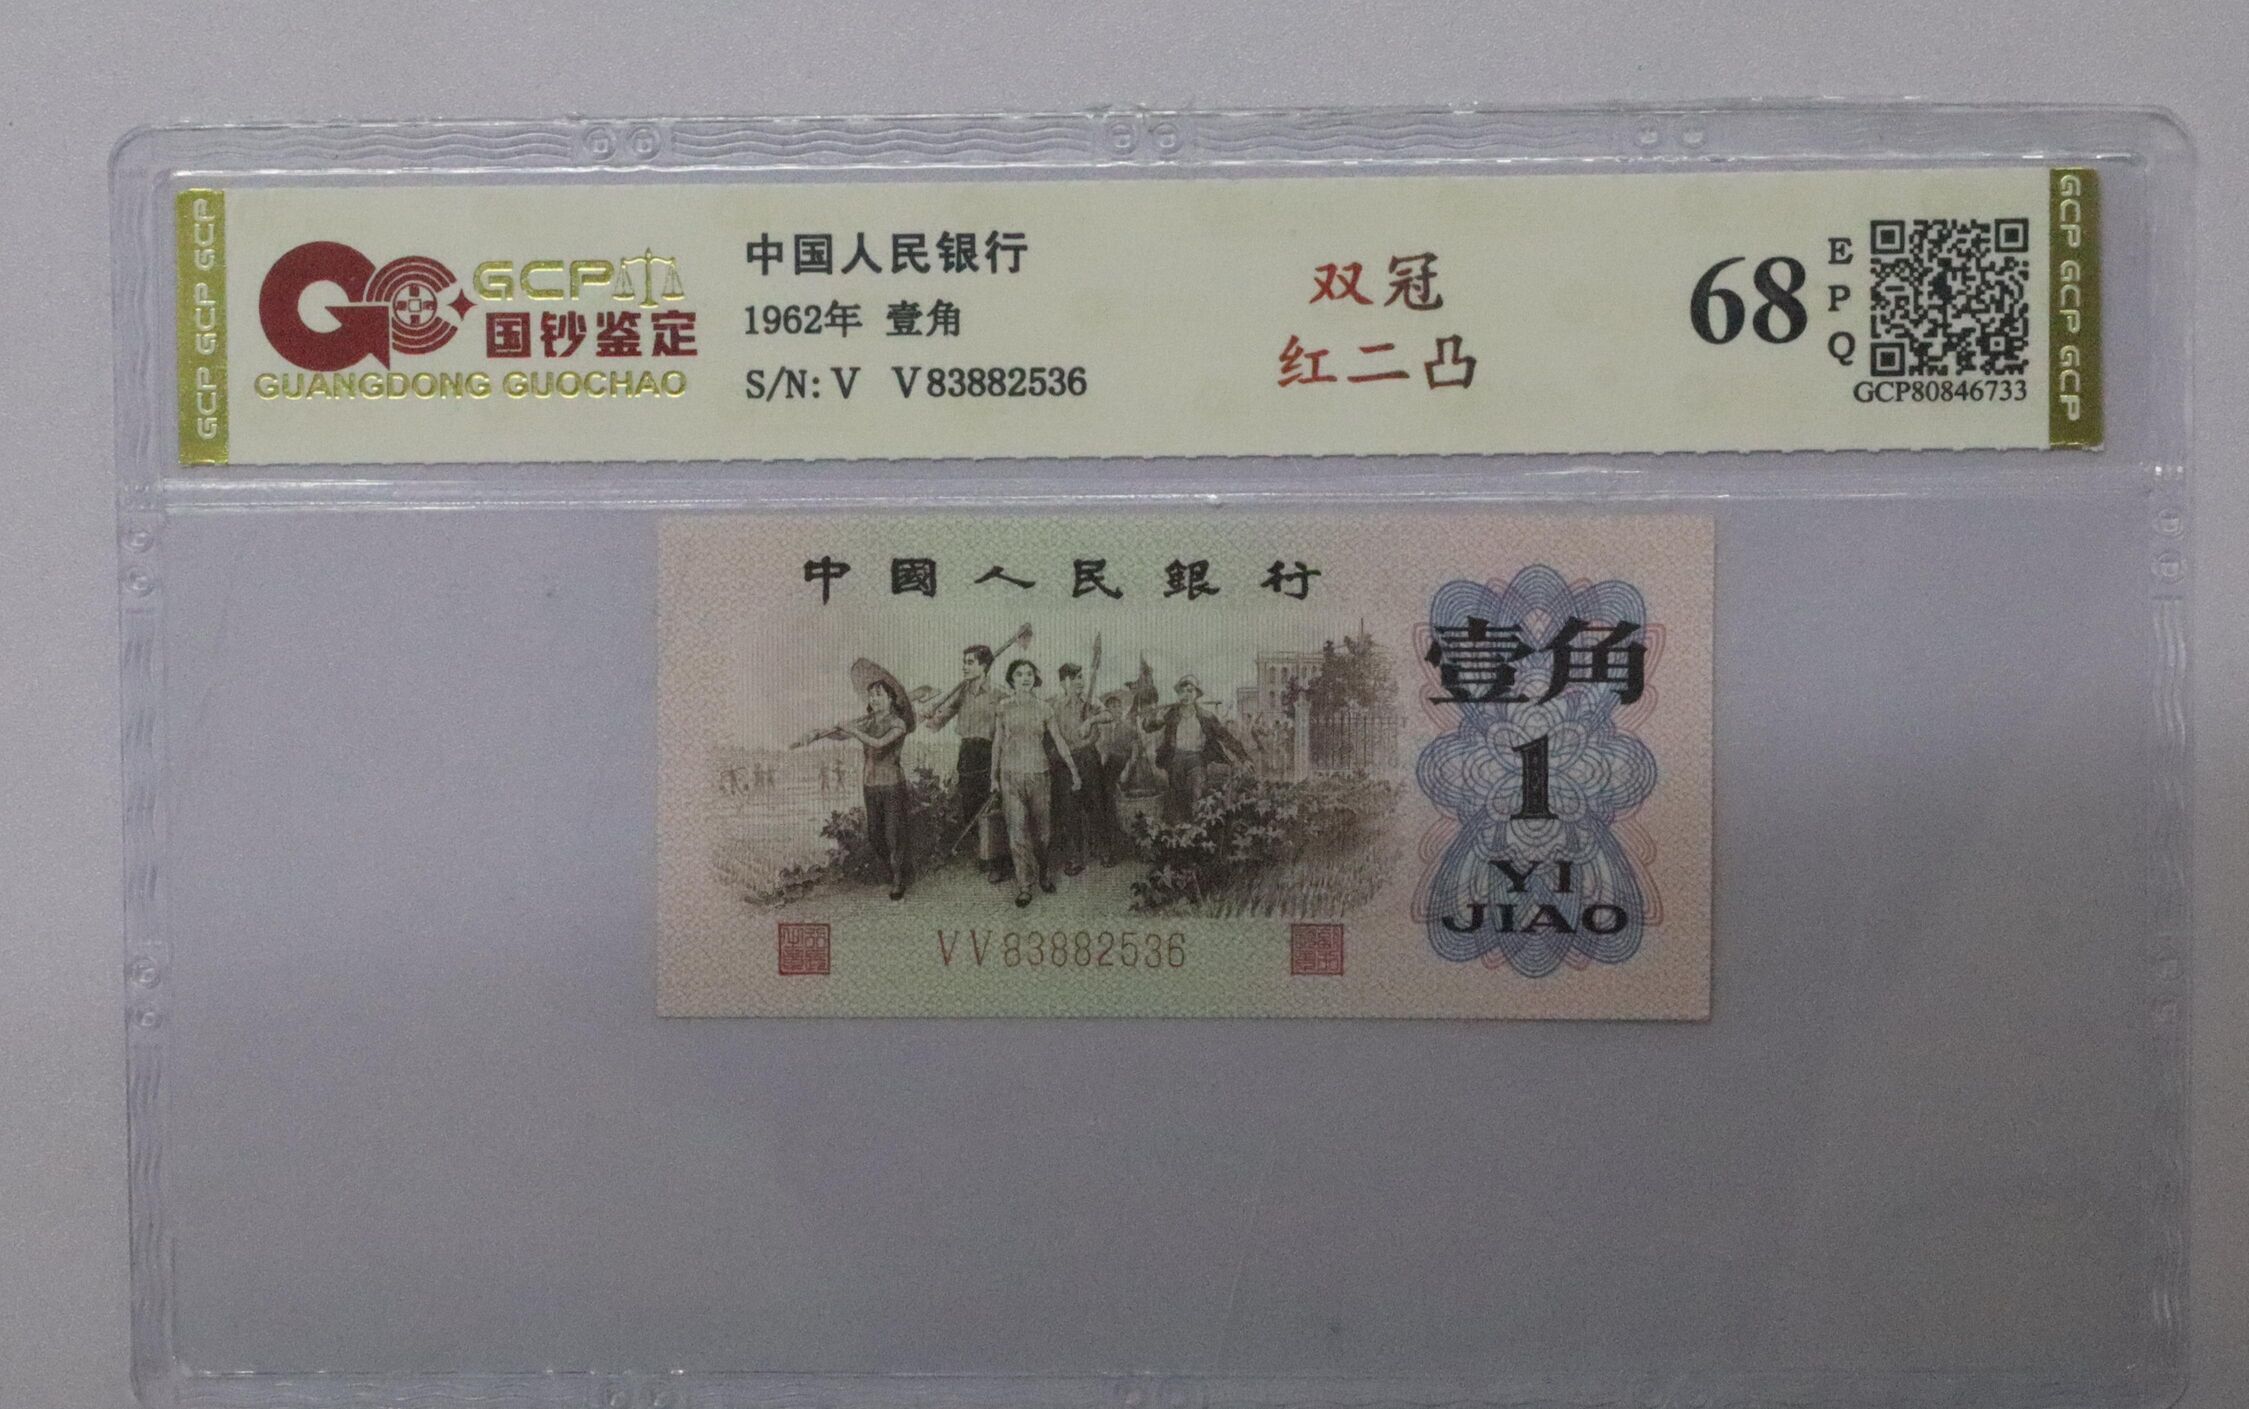 GCP GCP GCP
GCP
国钞鉴定
GUANGDONG GUOCHAO
中国人民银行
1962年 壹角
S/N: V V83882536
双冠
红二凸
68
E
P
Q
GCP80846733
GCP GCP GCP
中國人民銀行
壹角
1
YI
JIAO
VV83882536